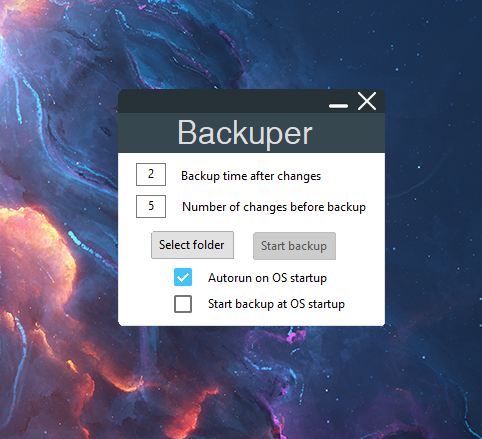 Backuper
2 Backup time after changes
5 Number of changes before backup
Select folder Start backup
Autorun on OS startup
Start backup at OS startup